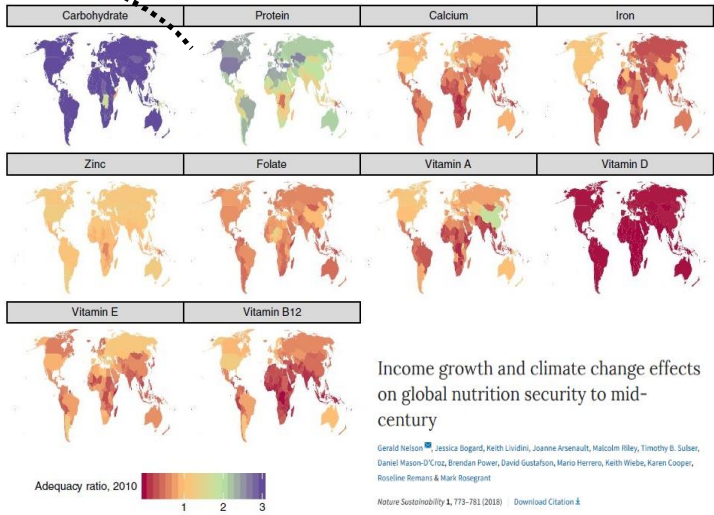 Carbohydrate Protein Calcium Iron
Zinc Folate Vitamin A Vitamin D
Vitamin E Vitamin B12
Income growth and climate change effects
on global nutrition security to mid-
century
Gerald Nelson, Jessica Bogard, Keith Lividini, Joanne Arsenault, Malcolm Riley, Timothy B. Sulser,
Daniel Mason-D'Croz, Brendan Power, David Gustafson, Mario Herrero, Keith Wiebe, Karen Cooper,
Roseline Remans & Mark Rosegrant
Nature Sustainability 1, 773–781 (2018) | Download Citation
Adequacy ratio, 2010
1 2 3